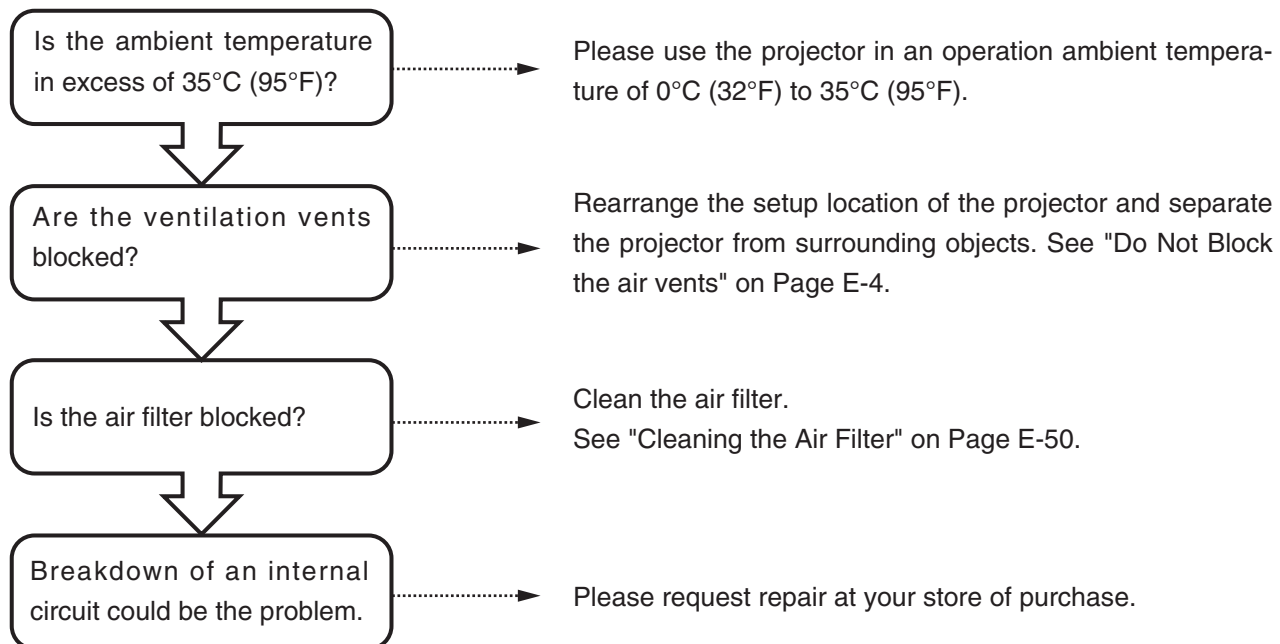 Is the ambient temperature
in excess of 35°C (95°F)?
Please use the projector in an operation ambient tempera-
ture of 0°C (32°F) to 35°C (95°F).
Are the ventilation vents
blocked?
Rearrange the setup location of the projector and separate
the projector from surrounding objects. See "Do Not Block
the air vents" on Page E-4.
Is the air filter blocked?
Clean the air filter.
See "Cleaning the Air Filter" on Page E-50.
Breakdown of an internal
circuit could be the problem.
Please request repair at your store of purchase.